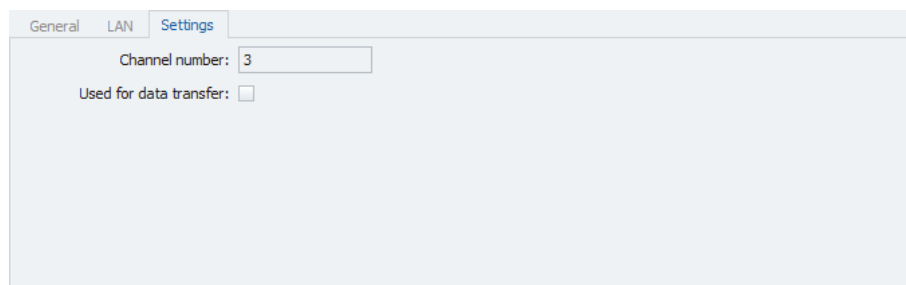 General LAN Settings
Channel number: 3
Used for data transfer: